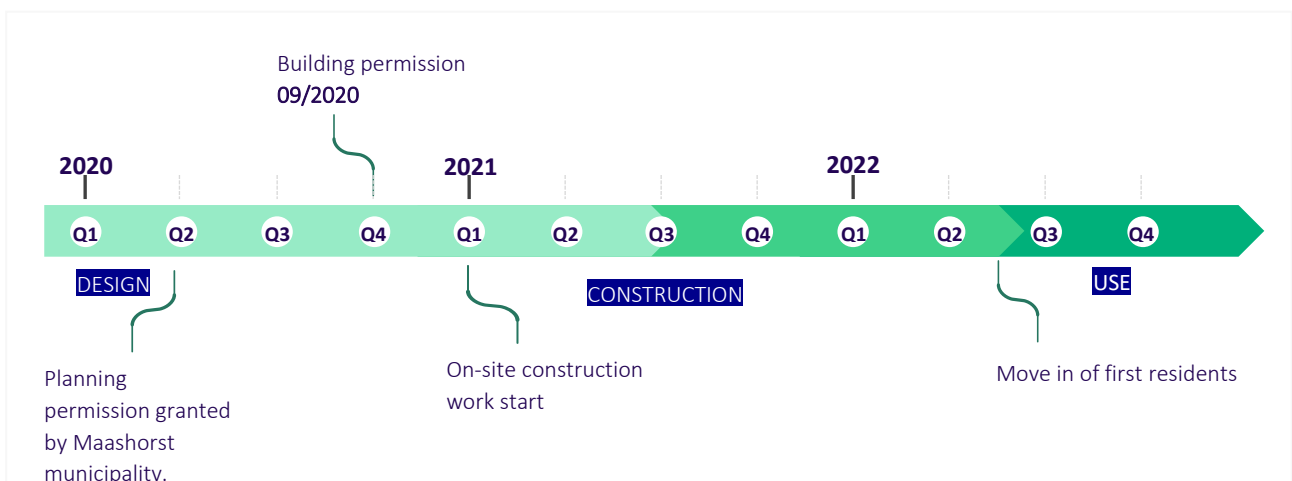 Building permission
09/2020
2020
2021
2022
Q1 Q2 Q3 Q4 Q1 Q2 Q3 Q4 Q1 Q2 Q3 Q4
DESIGN
CONSTRUCTION
USE
Planning
permission granted
by Maashorst
municipality.
On-site construction
work start
Move in of first residents